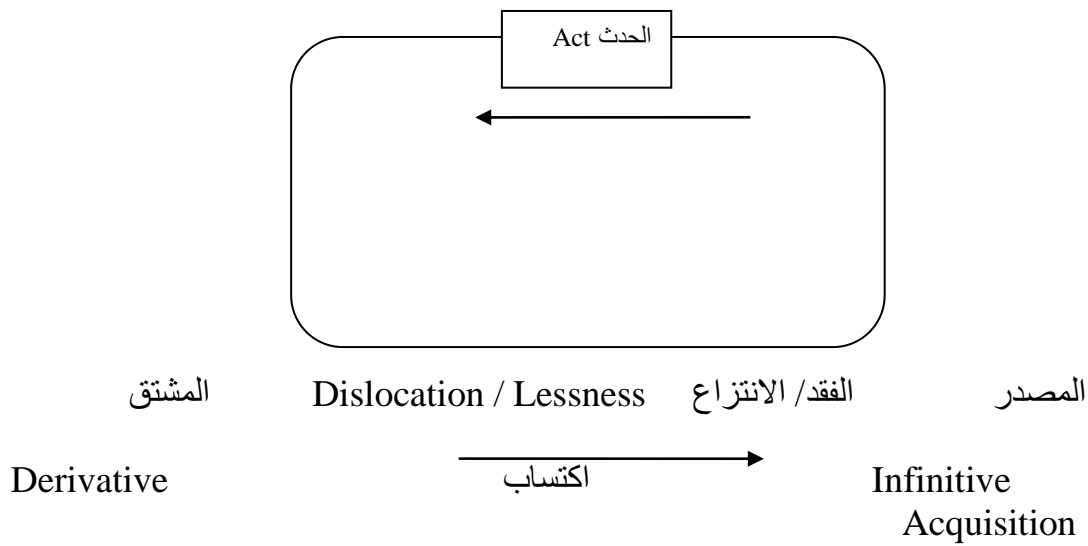 الحدث Act
المصدر الفقد/ الانتزاع Dislocation / Lessness المشتق
Derivative اكتساب Infinitive
Acquisition